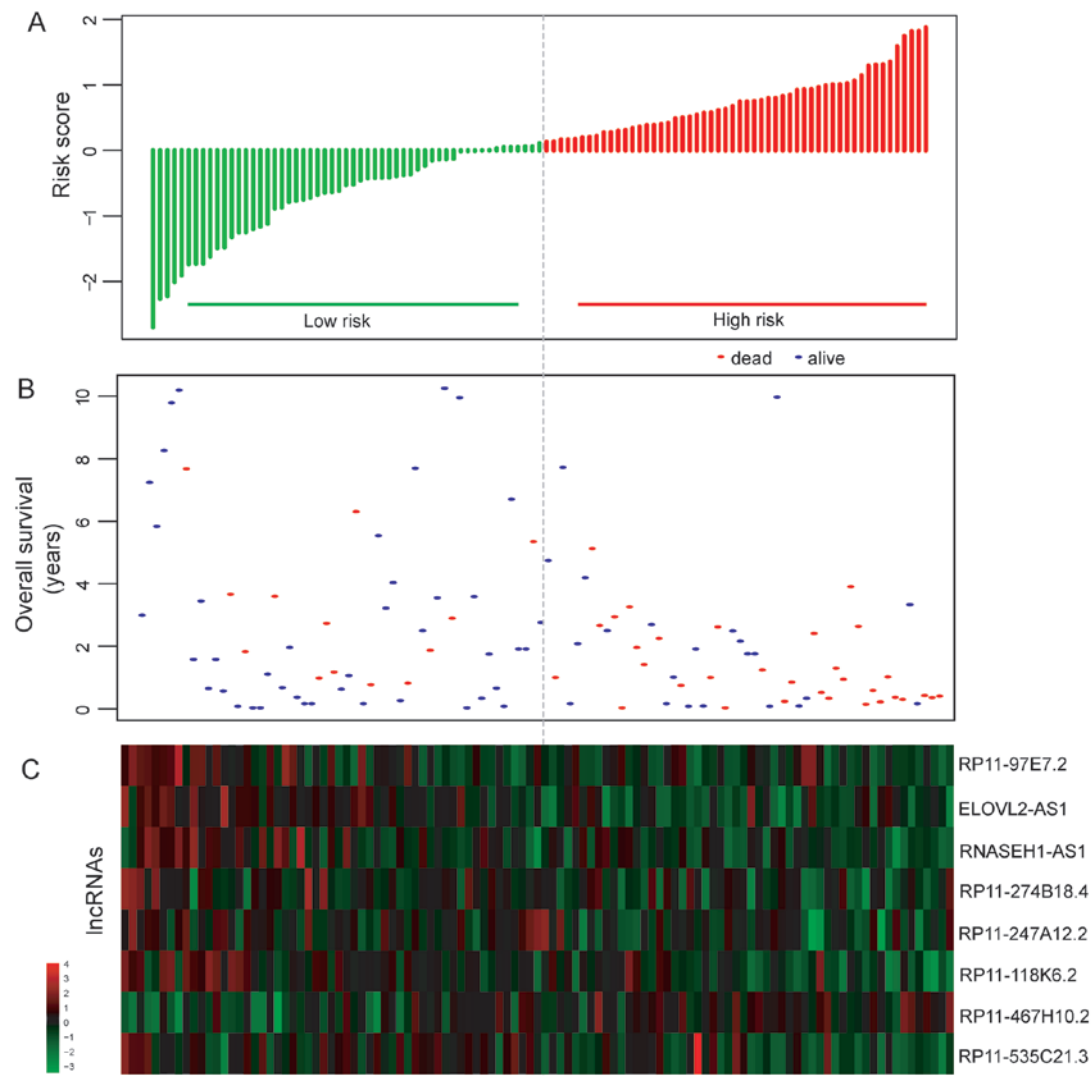 A
Risk score
2
1
0
−1
−2
Low risk
High risk
dead
alive
B
Overall survival
(years)
10
8
6
4
2
0
C
lncRNAs
RP11-97E7.2
ELOVL2-AS1
RNASEH1-AS1
RP11-274B18.4
RP11-247A12.2
RP11-118K6.2
RP11-467H10.2
RP11-535C21.3
4
3
2
1
0
−1
−2
−3